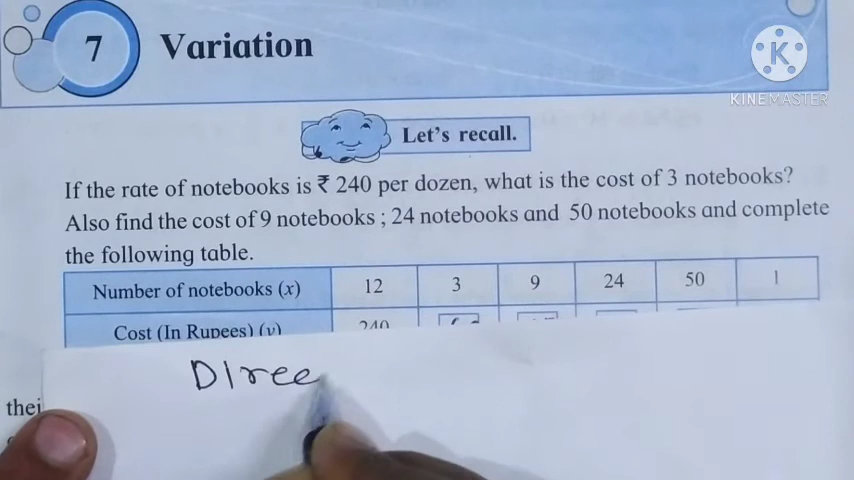 7 Variation
K
KINEMASTER
Let's recall.
If the rate of notebooks is ₹ 240 per dozen, what is the cost of 3 notebooks?
Also find the cost of 9 notebooks ; 24 notebooks and 50 notebooks and complete
the following table.
Number of notebooks (x) 12 3 9 24 50 1
Cost (In Rupees) (y) 240
Diree
thei